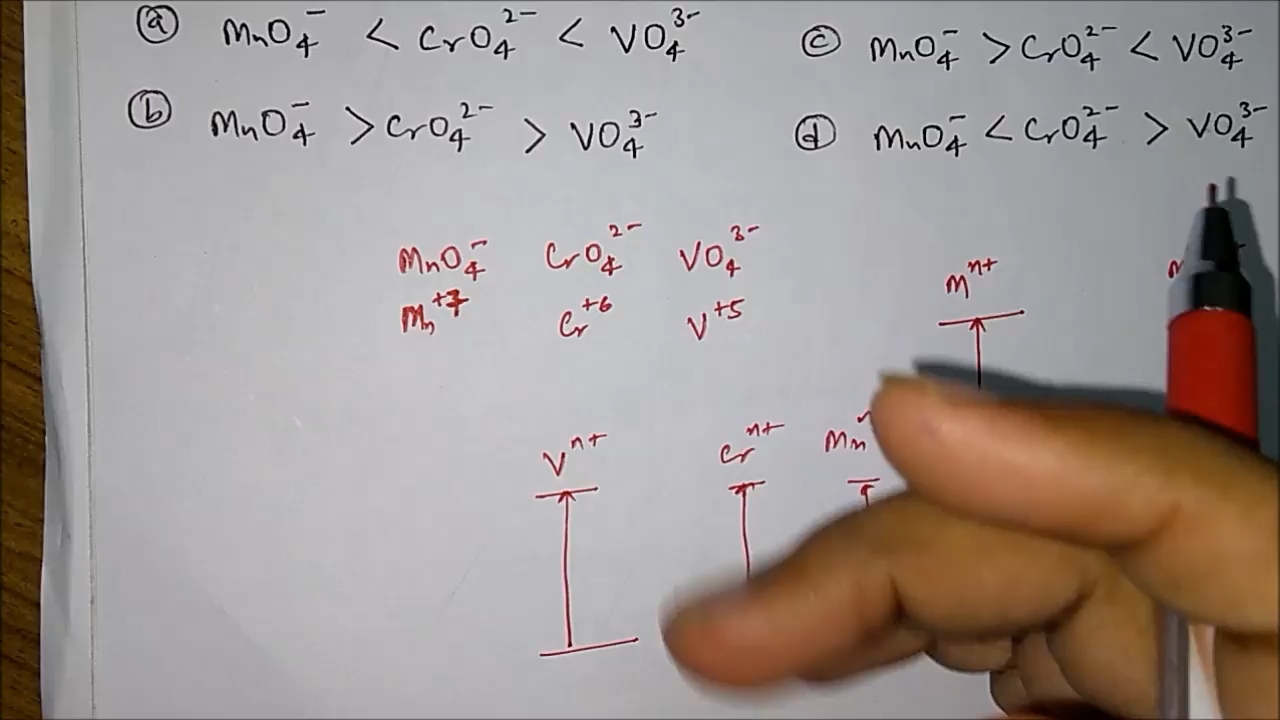 ⓐ MnO₄⁻ < CrO₄²⁻ < VO₄³⁻
ⓒ MnO₄⁻ > CrO₄²⁻ < VO₄³⁻
ⓑ MnO₄⁻ > CrO₄²⁻ > VO₄³⁻
ⓓ MnO₄⁻ < CrO₄²⁻ > VO₄³⁻
MnO₄⁻ CrO₄²⁻ VO₄³⁻
Mn⁺⁷ Cr⁺⁶ V⁺⁵
Mⁿ⁺
Vⁿ⁺ Crⁿ⁺ Mn